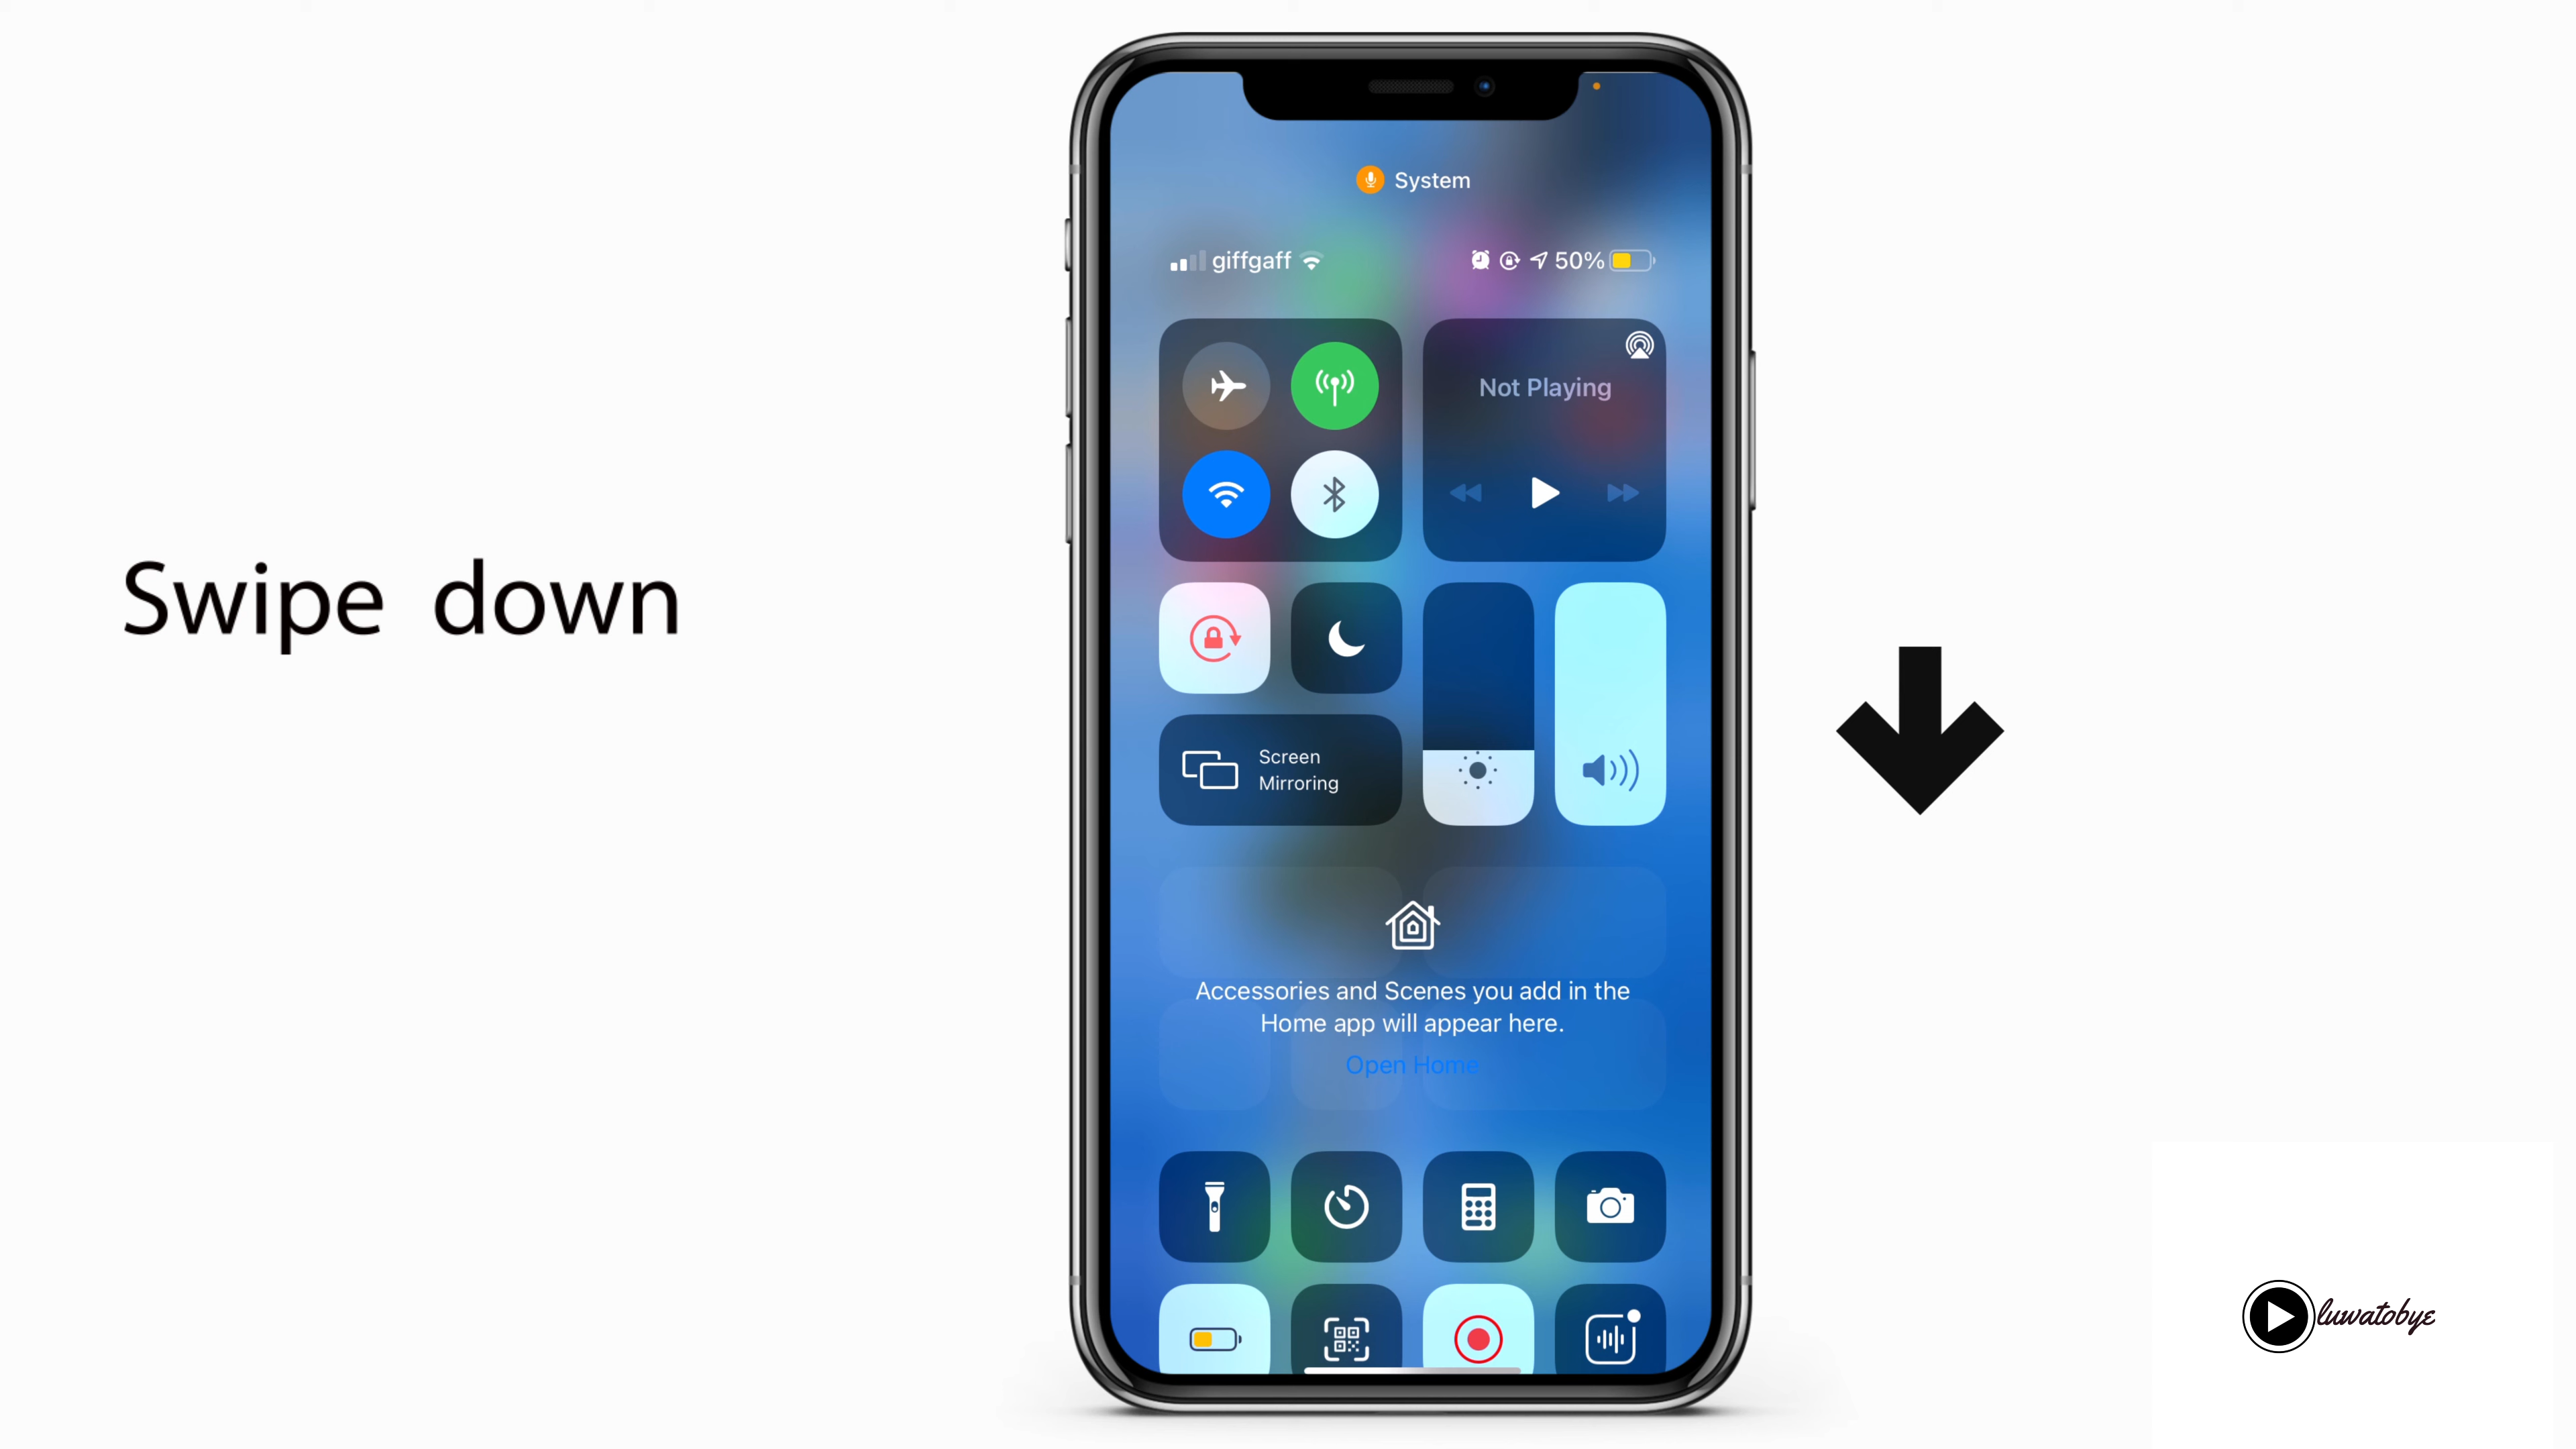 Swipe down
System
giffgaff
50%
Not Playing
Screen
Mirroring
Accessories and Scenes you add in the
Home app will appear here.
Open Home
luwatobye